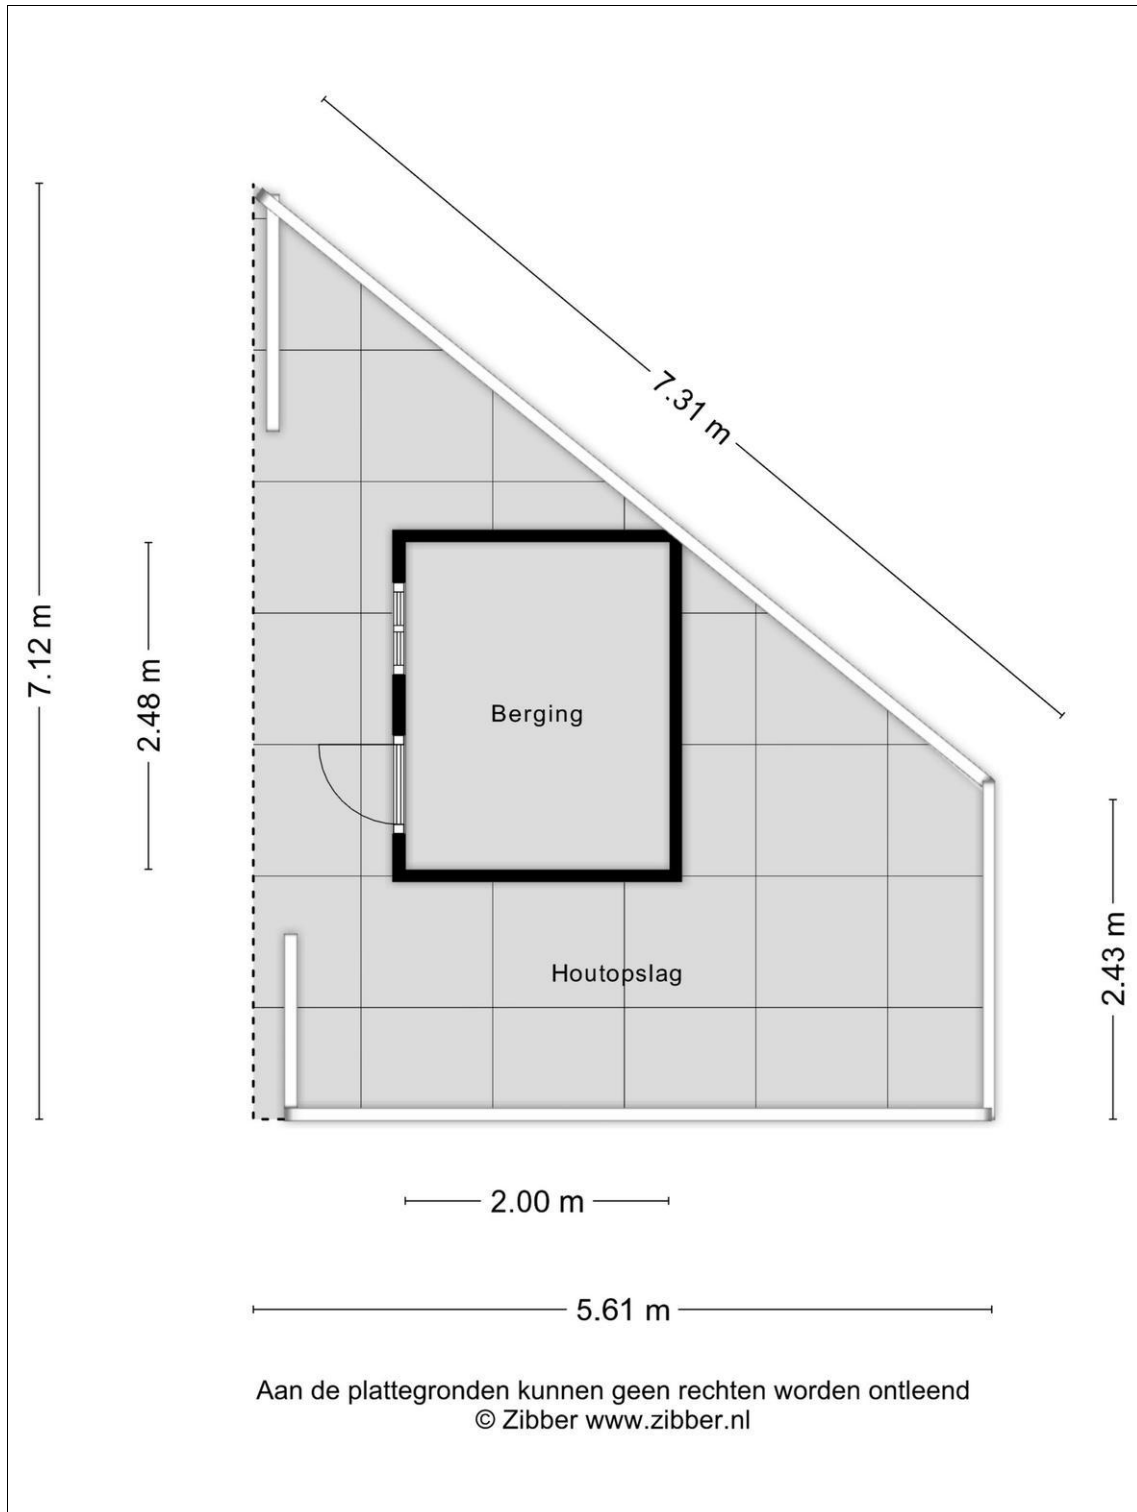 7.31 m
7.12 m
2.48 m
Berging
2.43 m
Houtopslag
2.00 m
5.61 m
Aan de plattegronden kunnen geen rechten worden ontleend
© Zibber www.zibber.nl